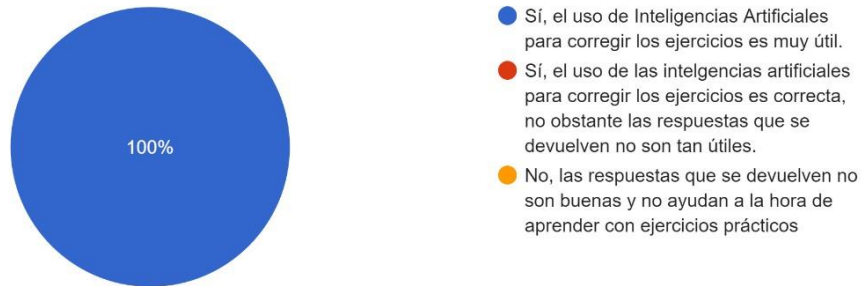 100%
Sí, el uso de Inteligencias Artificiales
para corregir los ejercicios es muy útil.
Sí, el uso de las intelgencias artificiales
para corregir los ejercicios es correcta,
no obstante las respuestas que se
devuelven no son tan útiles.
No, las respuestas que se devuelven no
son buenas y no ayudan a la hora de
aprender con ejercicios prácticos